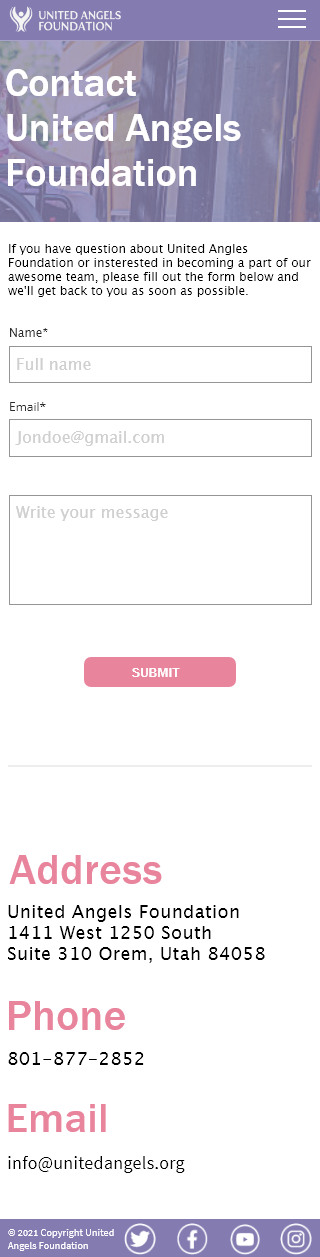 UNITED ANGELS
FOUNDATION
Contact
United Angels
Foundation
If you have question about United Angles
Foundation or insterested in becoming a part of our
awesome team, please fill out the form below and
we'll get back to you as soon as possible.
Name*
Full name
Email*
Jondoe@gmail.com
Write your message
SUBMIT
Address
United Angels Foundation
1411 West 1250 South
Suite 310 Orem, Utah 84058
Phone
801-877-2852
Email
info@unitedangels.org
© 2021 Copyright United
Angels Foundation